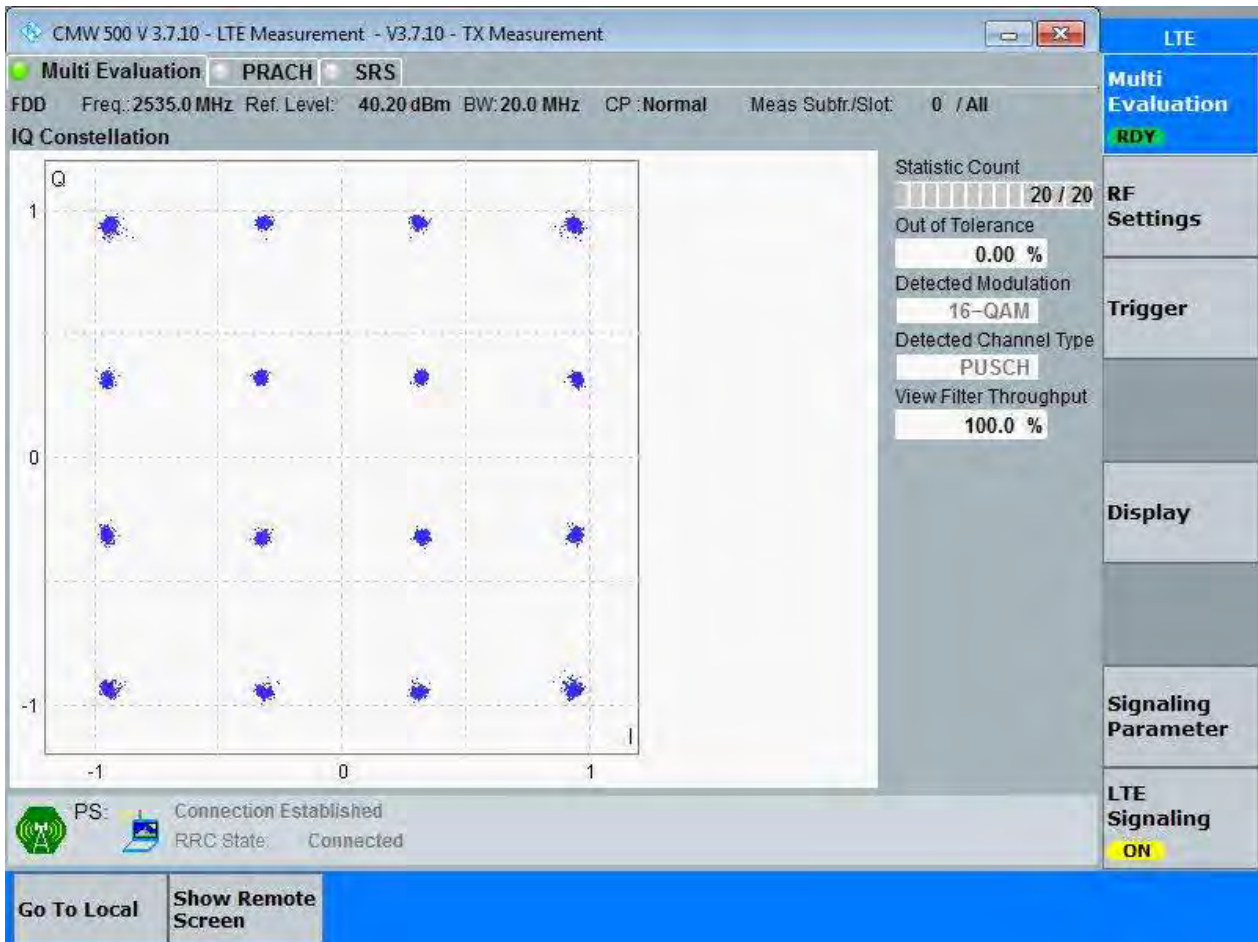 CMW 500 V 3.7.10 - LTE Measurement - V3.7.10 - TX Measurement
Multi Evaluation PRACH SRS
FDD Freq.: 2535.0 MHz Ref. Level: 40.20 dBm BW: 20.0 MHz CP : Normal Meas Subfr./Slot: 0 / All
IQ Constellation
Q
1
0
-1
I
-1 0 1
Statistic Count
20 / 20
Out of Tolerance
0.00 %
Detected Modulation
16-QAM
Detected Channel Type
PUSCH
View Filter Throughput
100.0 %
LTE
Multi
Evaluation
RDY
RF
Settings
Trigger
Display
Signaling
Parameter
LTE
Signaling
ON
PS: Connection Established
RRC State: Connected
Go To Local
Show Remote
Screen